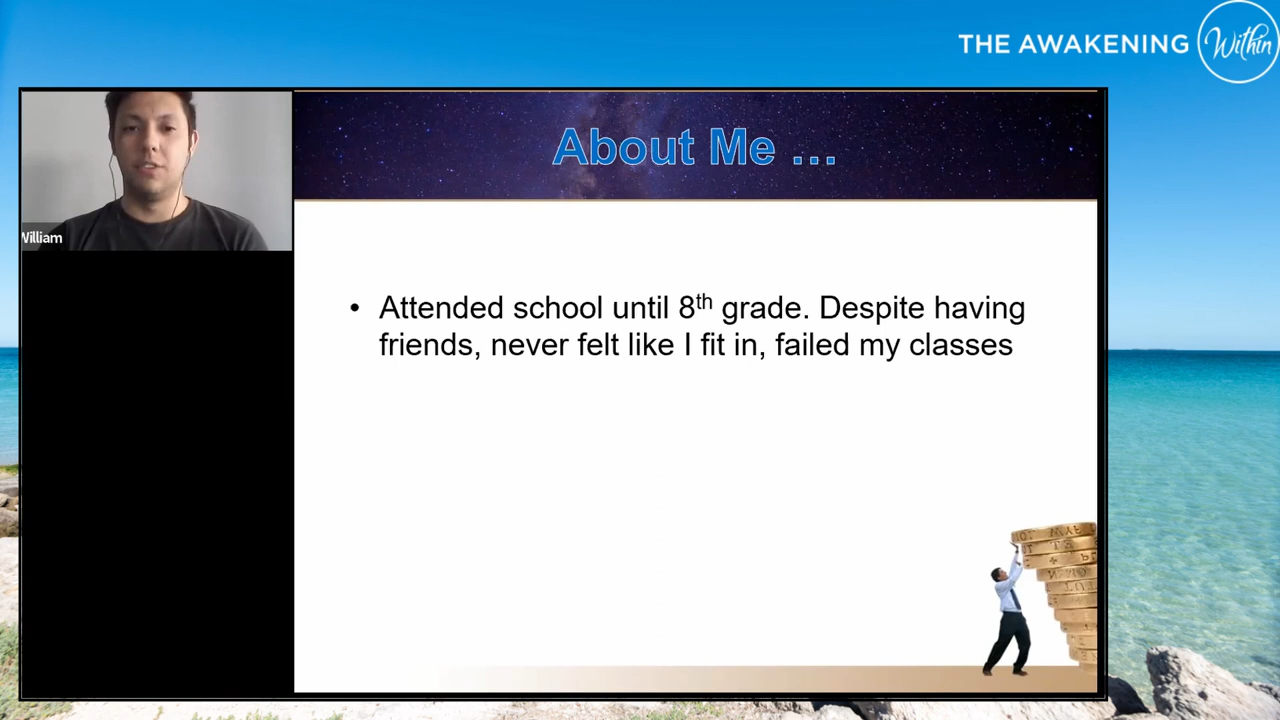 THE AWAKENING Within
William
About Me ...
• Attended school until 8th grade. Despite having
friends, never felt like I fit in, failed my classes